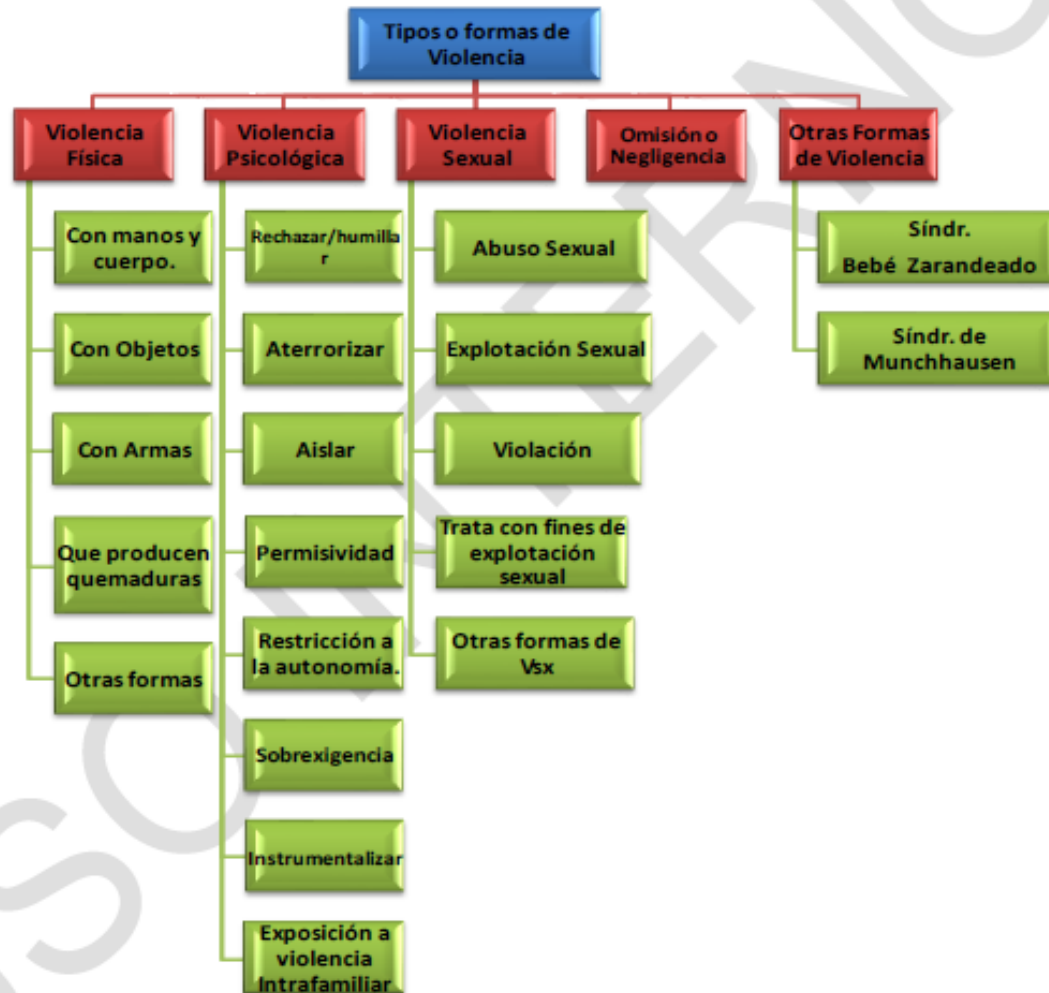 Tipos o formas de
Violencia
Violencia
Física
Con manos y
cuerpo.
Con Objetos
Con Armas
Que producen
quemaduras
Otras formas
Violencia
Psicológica
Rechazar/humilla
r
Aterrorizar
Aislar
Permisividad
Restricción a
la autonomía.
Sobrexigencia
Instrumentalizar
Exposición a
violencia
Intrafamiliar
Violencia
Sexual
Abuso Sexual
Explotación Sexual
Violación
Trata con fines de
explotación
sexual
Otras formas de
Vsx
Omisión o
Negligencia
Otras Formas
de Violencia
Síndr.
Bebé Zarandeado
Síndr. de
Munchhausen